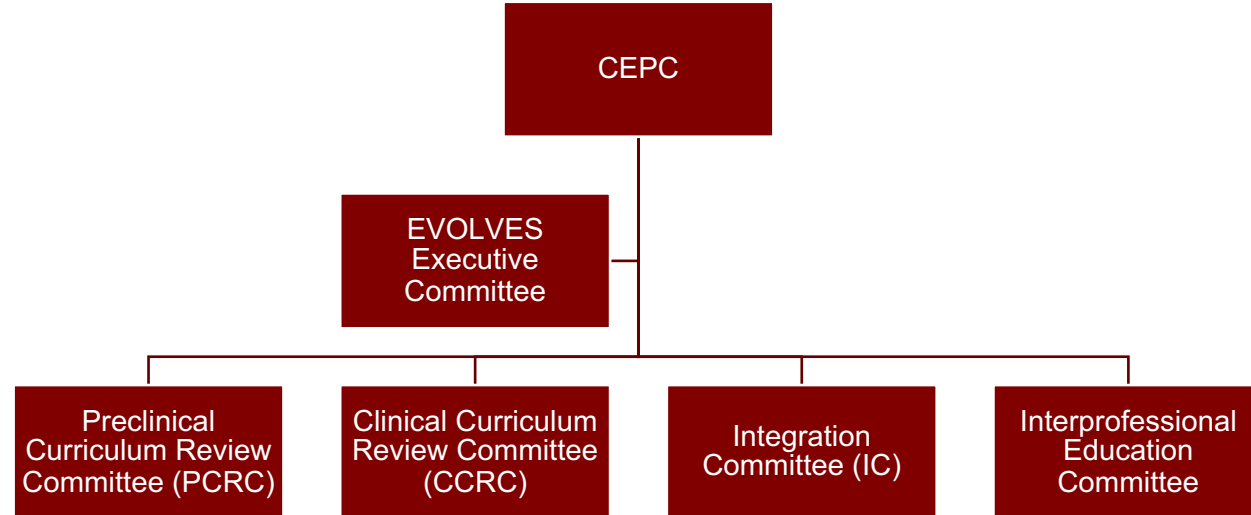 CEPC
EVOLVES
Executive
Committee
Preclinical
Curriculum Review
Committee (PCRC)
Clinical Curriculum
Review Committee
(CCRC)
Integration
Committee (IC)
Interprofessional
Education
Committee